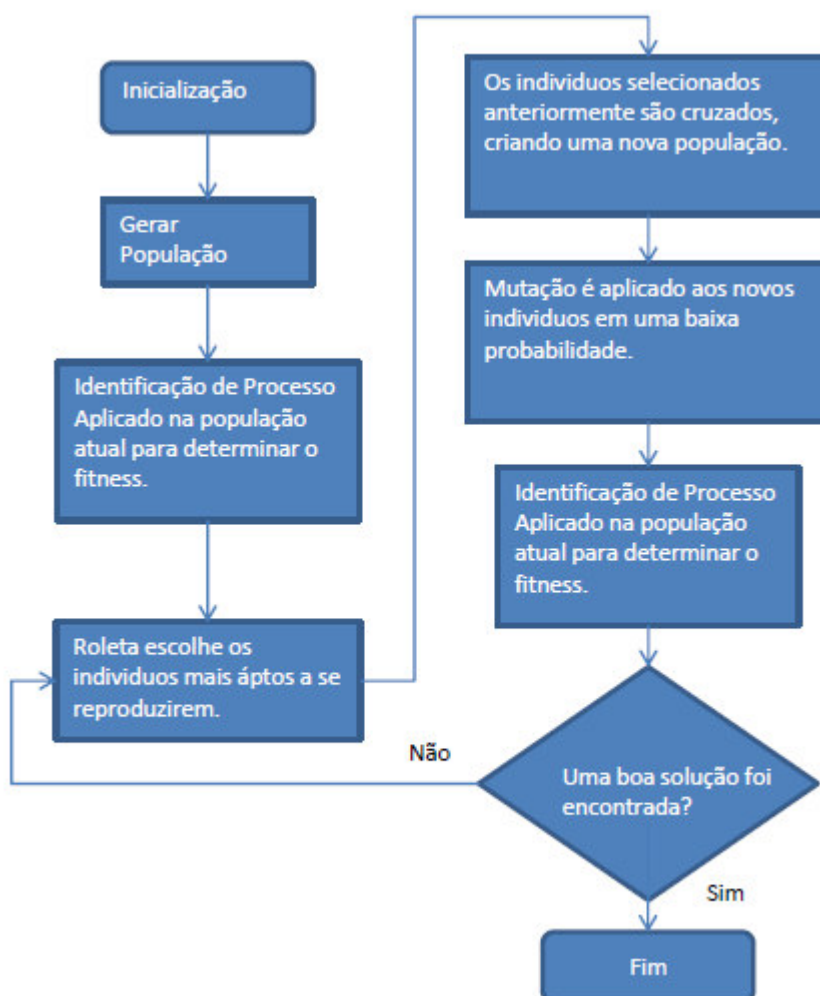 Inicialização
Gerar
População
Identificação de Processo
Aplicado na população
atual para determinar o
fitness.
Roleta escolhe os
individuos mais áptos a se
reproduzirem.
Os individuos selecionados
anteriormente são cruzados,
criando uma nova população.
Mutação é aplicado aos novos
individuos em uma baixa
probabilidade.
Identificação de Processo
Aplicado na população
atual para determinar o
fitness.
Uma boa solução foi
encontrada?
Não
Sim
Fim